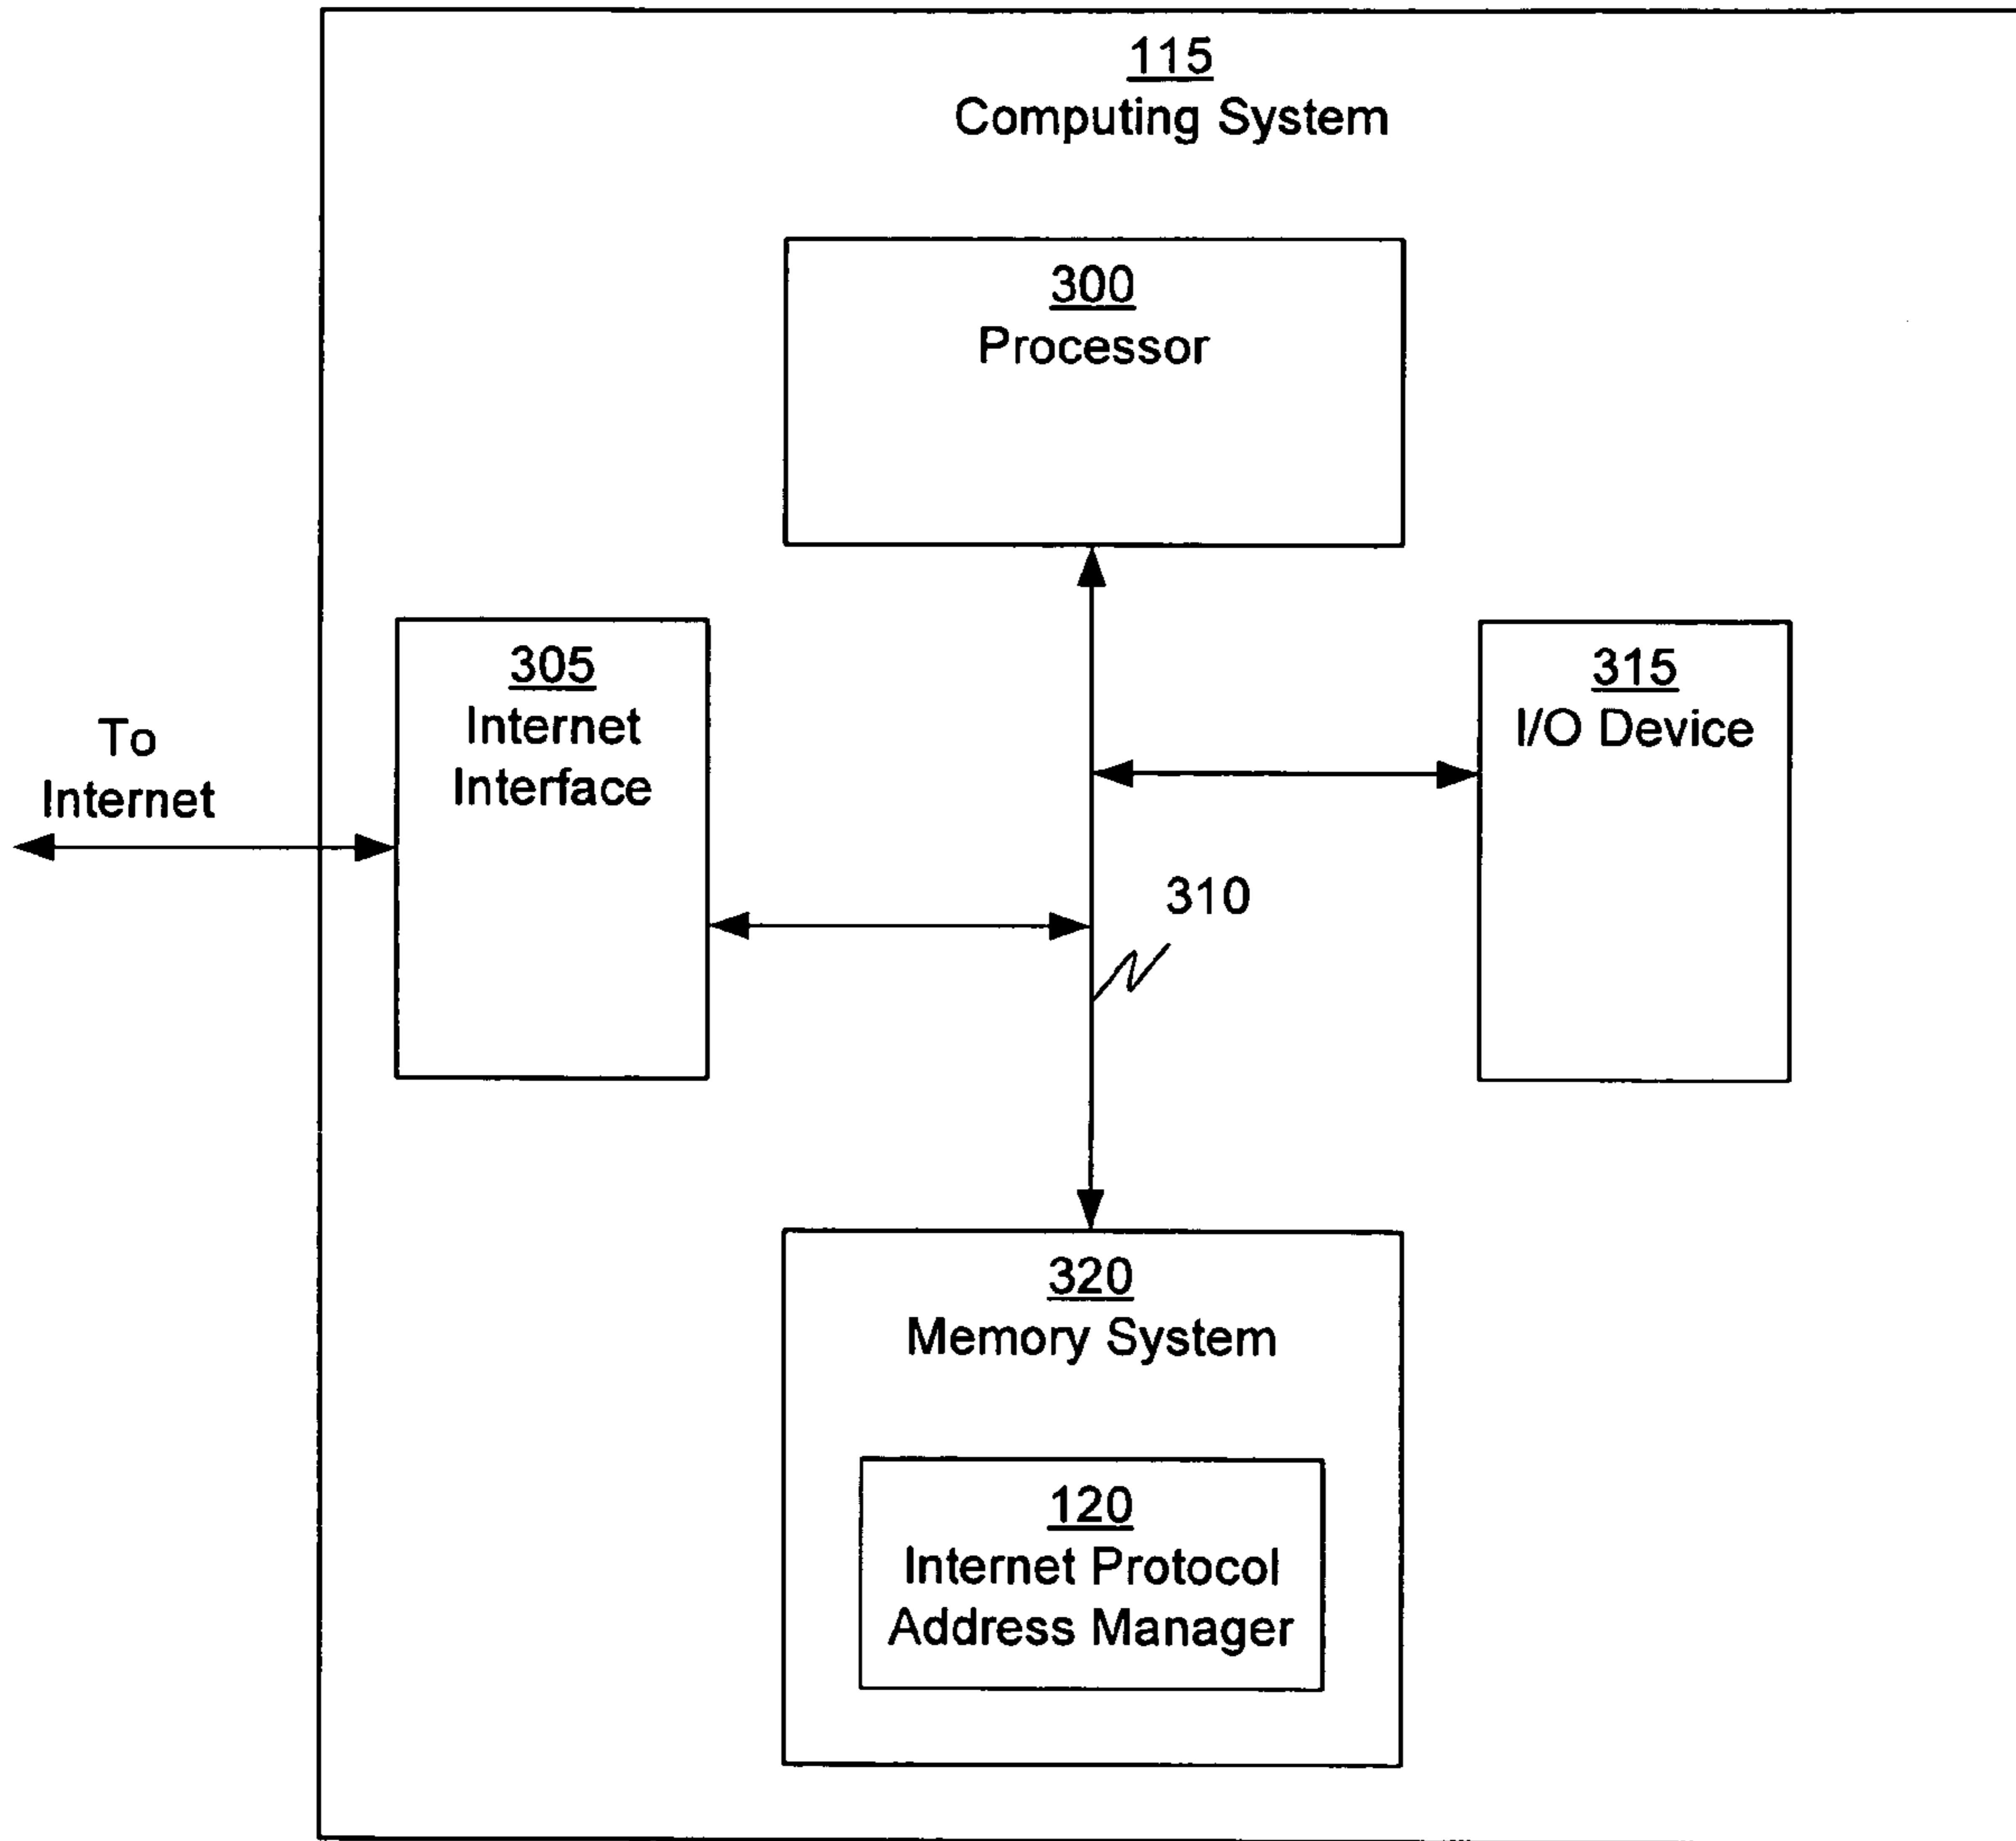 115
Computing System
300
Processor
305
Internet
Interface
315
I/O Device
To
Internet
310
320
Memory System
120
Internet Protocol
Address Manager